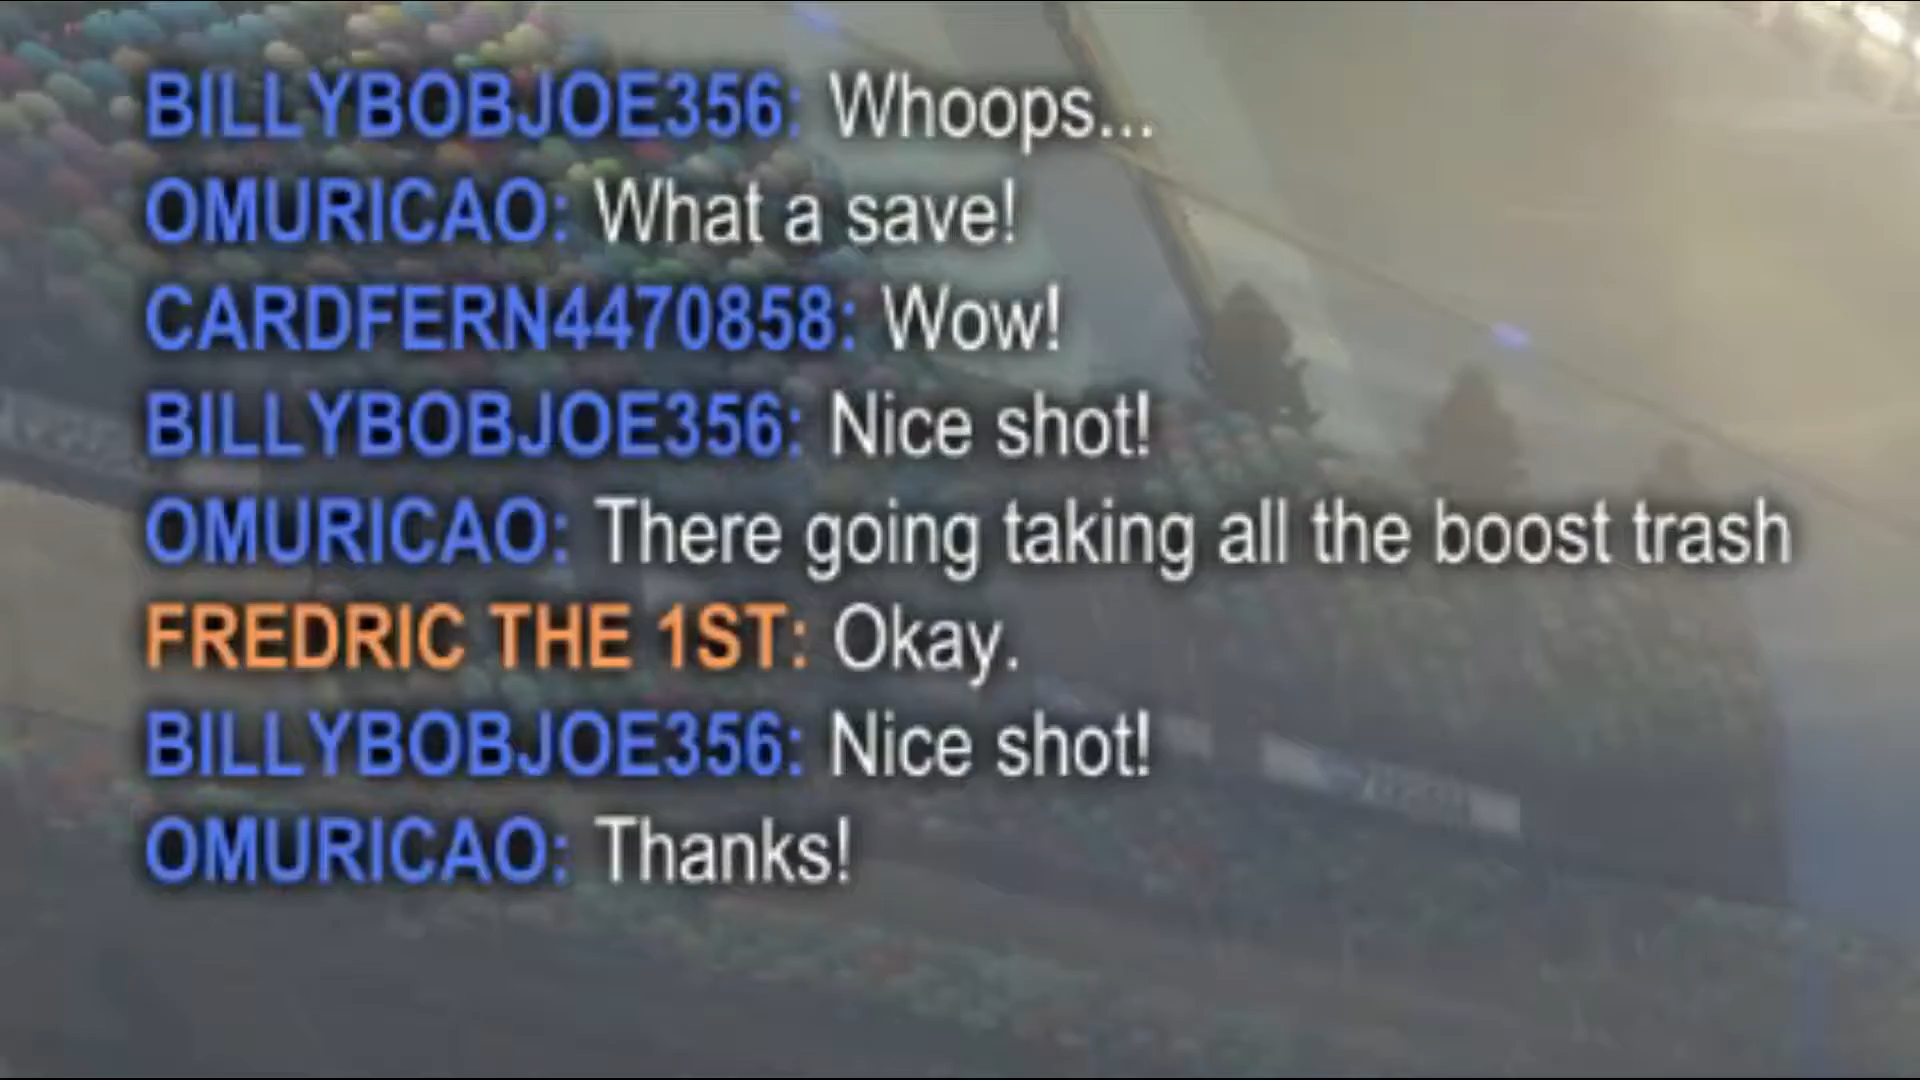 BILLYBOBJOE356: Whoops...
OMURICAO: What a save!
CARDFERN4470858: Wow!
BILLYBOBJOE356: Nice shot!
OMURICAO: There going taking all the boost trash
FREDRIC THE 1ST: Okay.
BILLYBOBJOE356: Nice shot!
OMURICAO: Thanks!